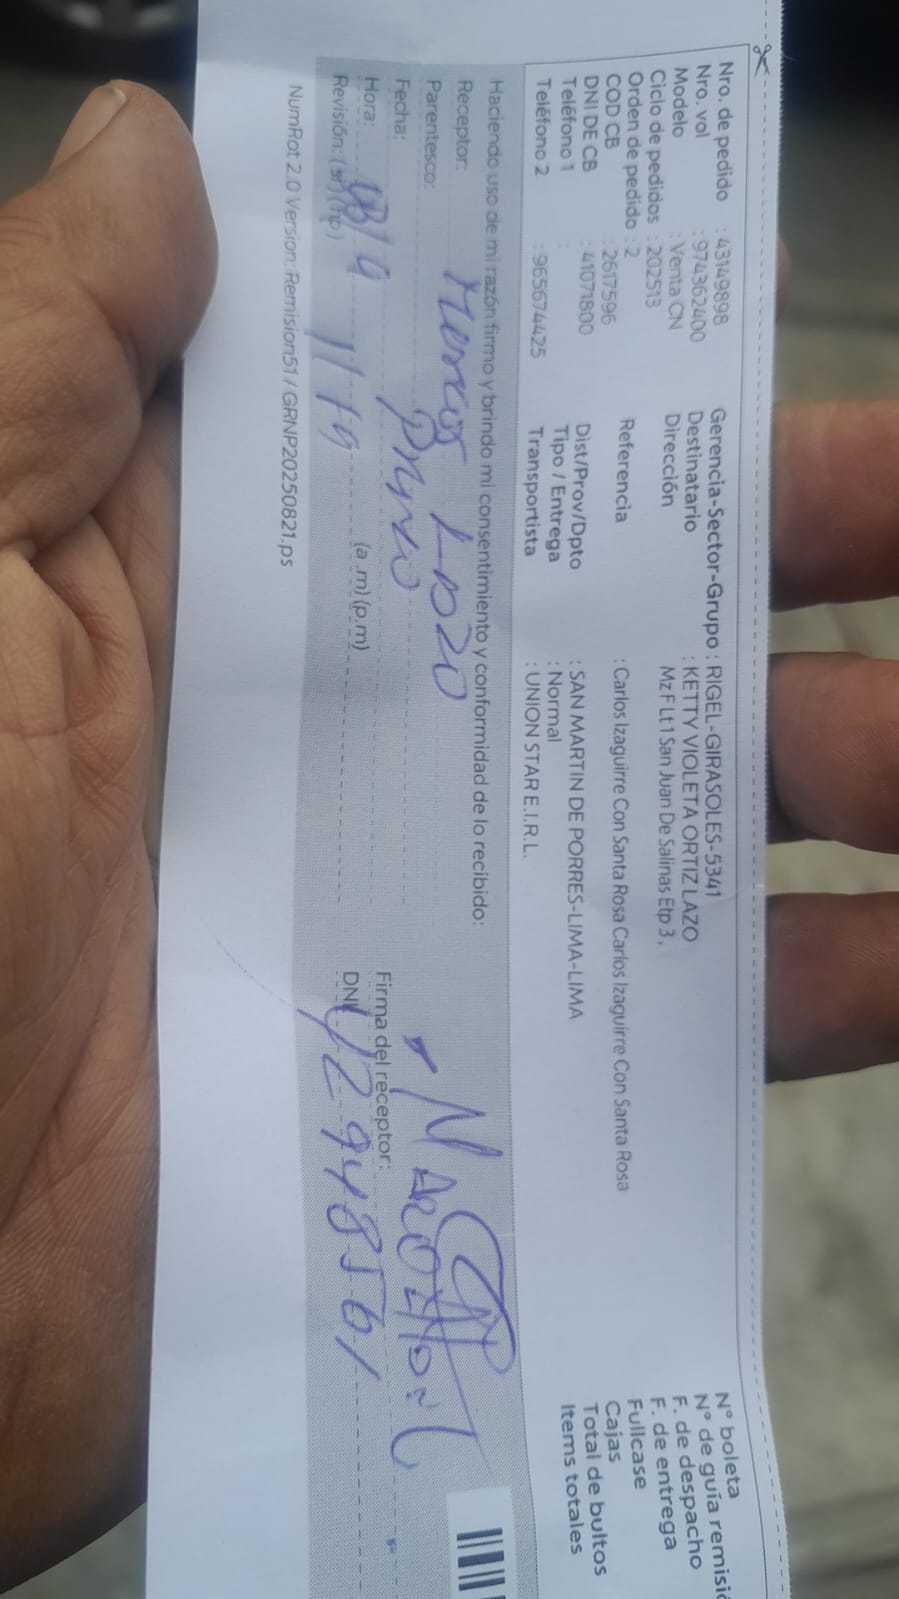 Nro. de pedido : 43149898
Nro. vol : 974362400
Modelo : Venta CN
Ciclo de pedidos : 202513
Orden de pedido : 2
COD CB : 2617596
DNI DE CB : 41071800
Teléfono 1 :
Teléfono 2 : 965674425
Gerencia-Sector-Grupo : RIGEL-GIRASOLES-5341
Destinatario : KETTY VIOLETA ORTIZ LAZO
Dirección Mz F Lt 1 San Juan De Salinas Etp 3 ,
Referencia : Carlos Izaguirre Con Santa Rosa Carlos Izaguirre Con Santa Rosa
Dist/Prov/Dpto : SAN MARTIN DE PORRES-LIMA-LIMA
Tipo / Entrega : Normal
Transportista : UNION STAR E.I.R.L.
N° boleta
N° de guía remisió
F. de despacho
F. de entrega
Fullcase
Cajas
Total de bultos
Items totales
Haciendo uso de mi razón firmo y brindo mi consentimiento y conformidad de lo recibido:
Receptor: Lazo
Parentesco:
Fecha:
Hora: (a.m) (p.m)
Revisión: (si) (no)
Firma del receptor:
DNI
NumRot 2.0 Version: Remision51 / GRNP20250821.ps